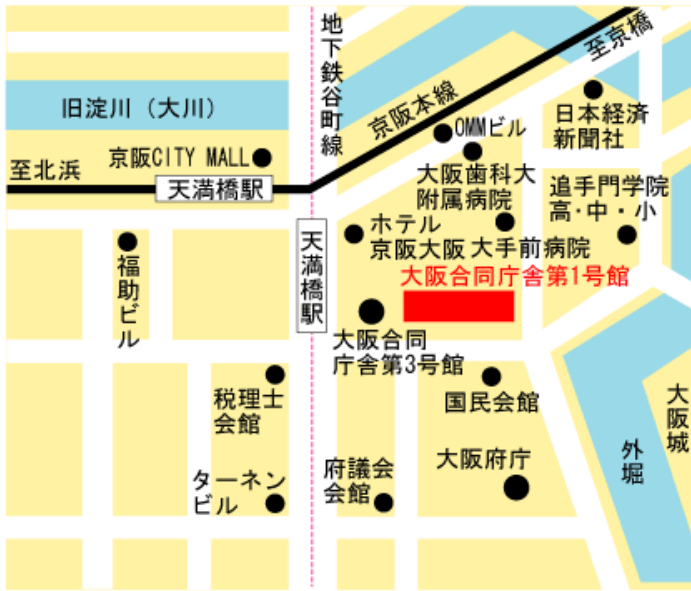 地下鉄谷町線
至京橋
京阪本線
旧淀川（大川）
OMMビル
日本経済
新聞社
京阪CITY MALL
至北浜
天満橋駅
大阪歯科大
附属病院
追手門学院
高・中・小
ホテル
京阪大阪
大手前病院
天満橋駅
福助ビル
大阪合同庁舎第1号館
大阪合同
庁舎第3号館
税理士
会館
国民会館
大阪城
外堀
ターネン
ビル
府議会
会館
大阪府庁